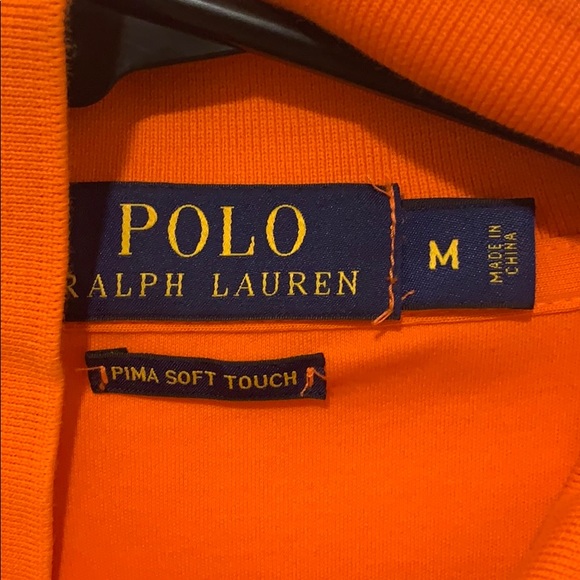 POLO
RALPH LAUREN
M
MADE IN
CHINA
PIMA SOFT TOUCH